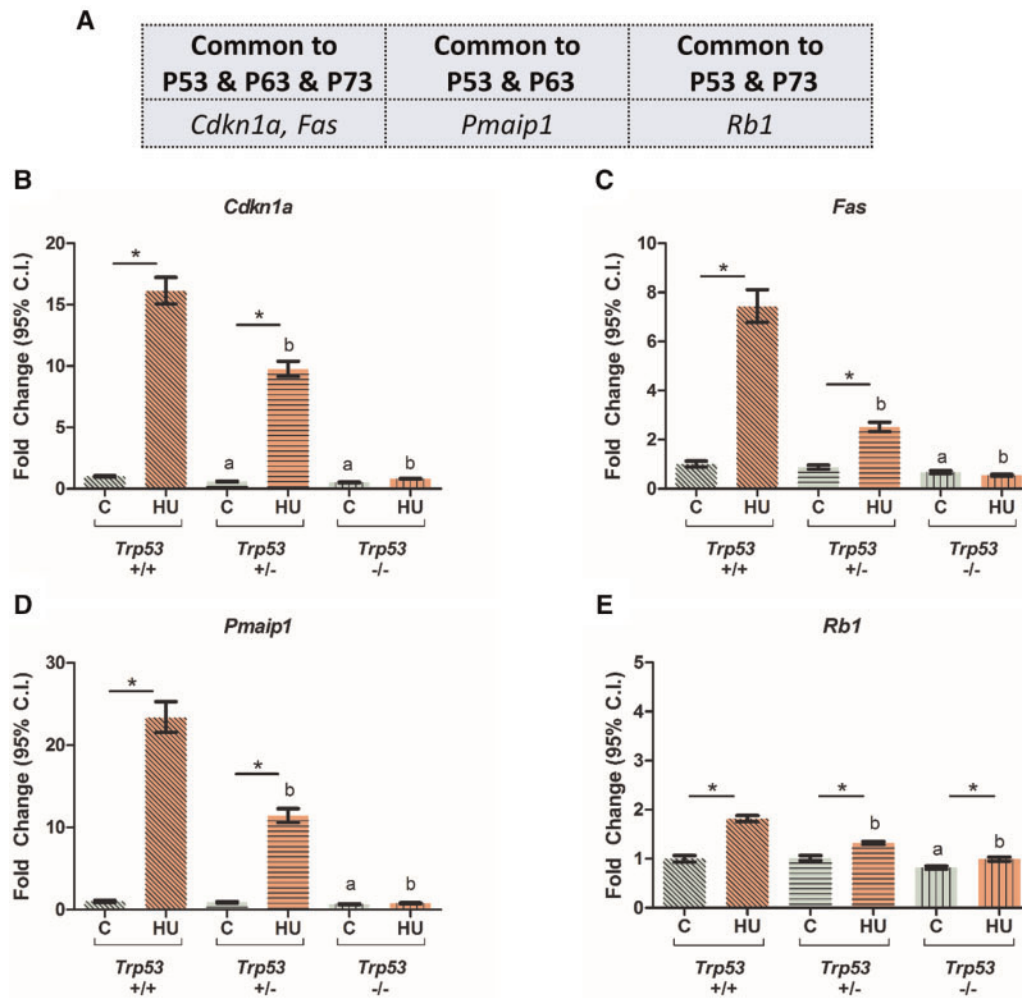 A
Common to P53 & P63 & P73
Common to P53 & P63
Common to P53 & P73
Cdkn1a, Fas
Pmaip1
Rb1
B
Cdkn1a
Fold Change (95% C.I.)
20
15
10
5
0
*
*
b
a
a
b
C HU C HU C HU
Trp53 Trp53 Trp53
+/+ +/- -/-
C
Fas
Fold Change (95% C.I.)
10
8
6
4
2
0
*
*
b
a
b
C HU C HU C HU
Trp53 Trp53 Trp53
+/+ +/- -/-
D
Pmaip1
Fold Change (95% C.I.)
30
20
10
0
*
*
b
a
b
C HU C HU C HU
Trp53 Trp53 Trp53
+/+ +/- -/-
E
Rb1
Fold Change (95% C.I.)
5
4
3
2
1
0
* * *
b
a
b
C HU C HU C HU
Trp53 Trp53 Trp53
+/+ +/- -/-